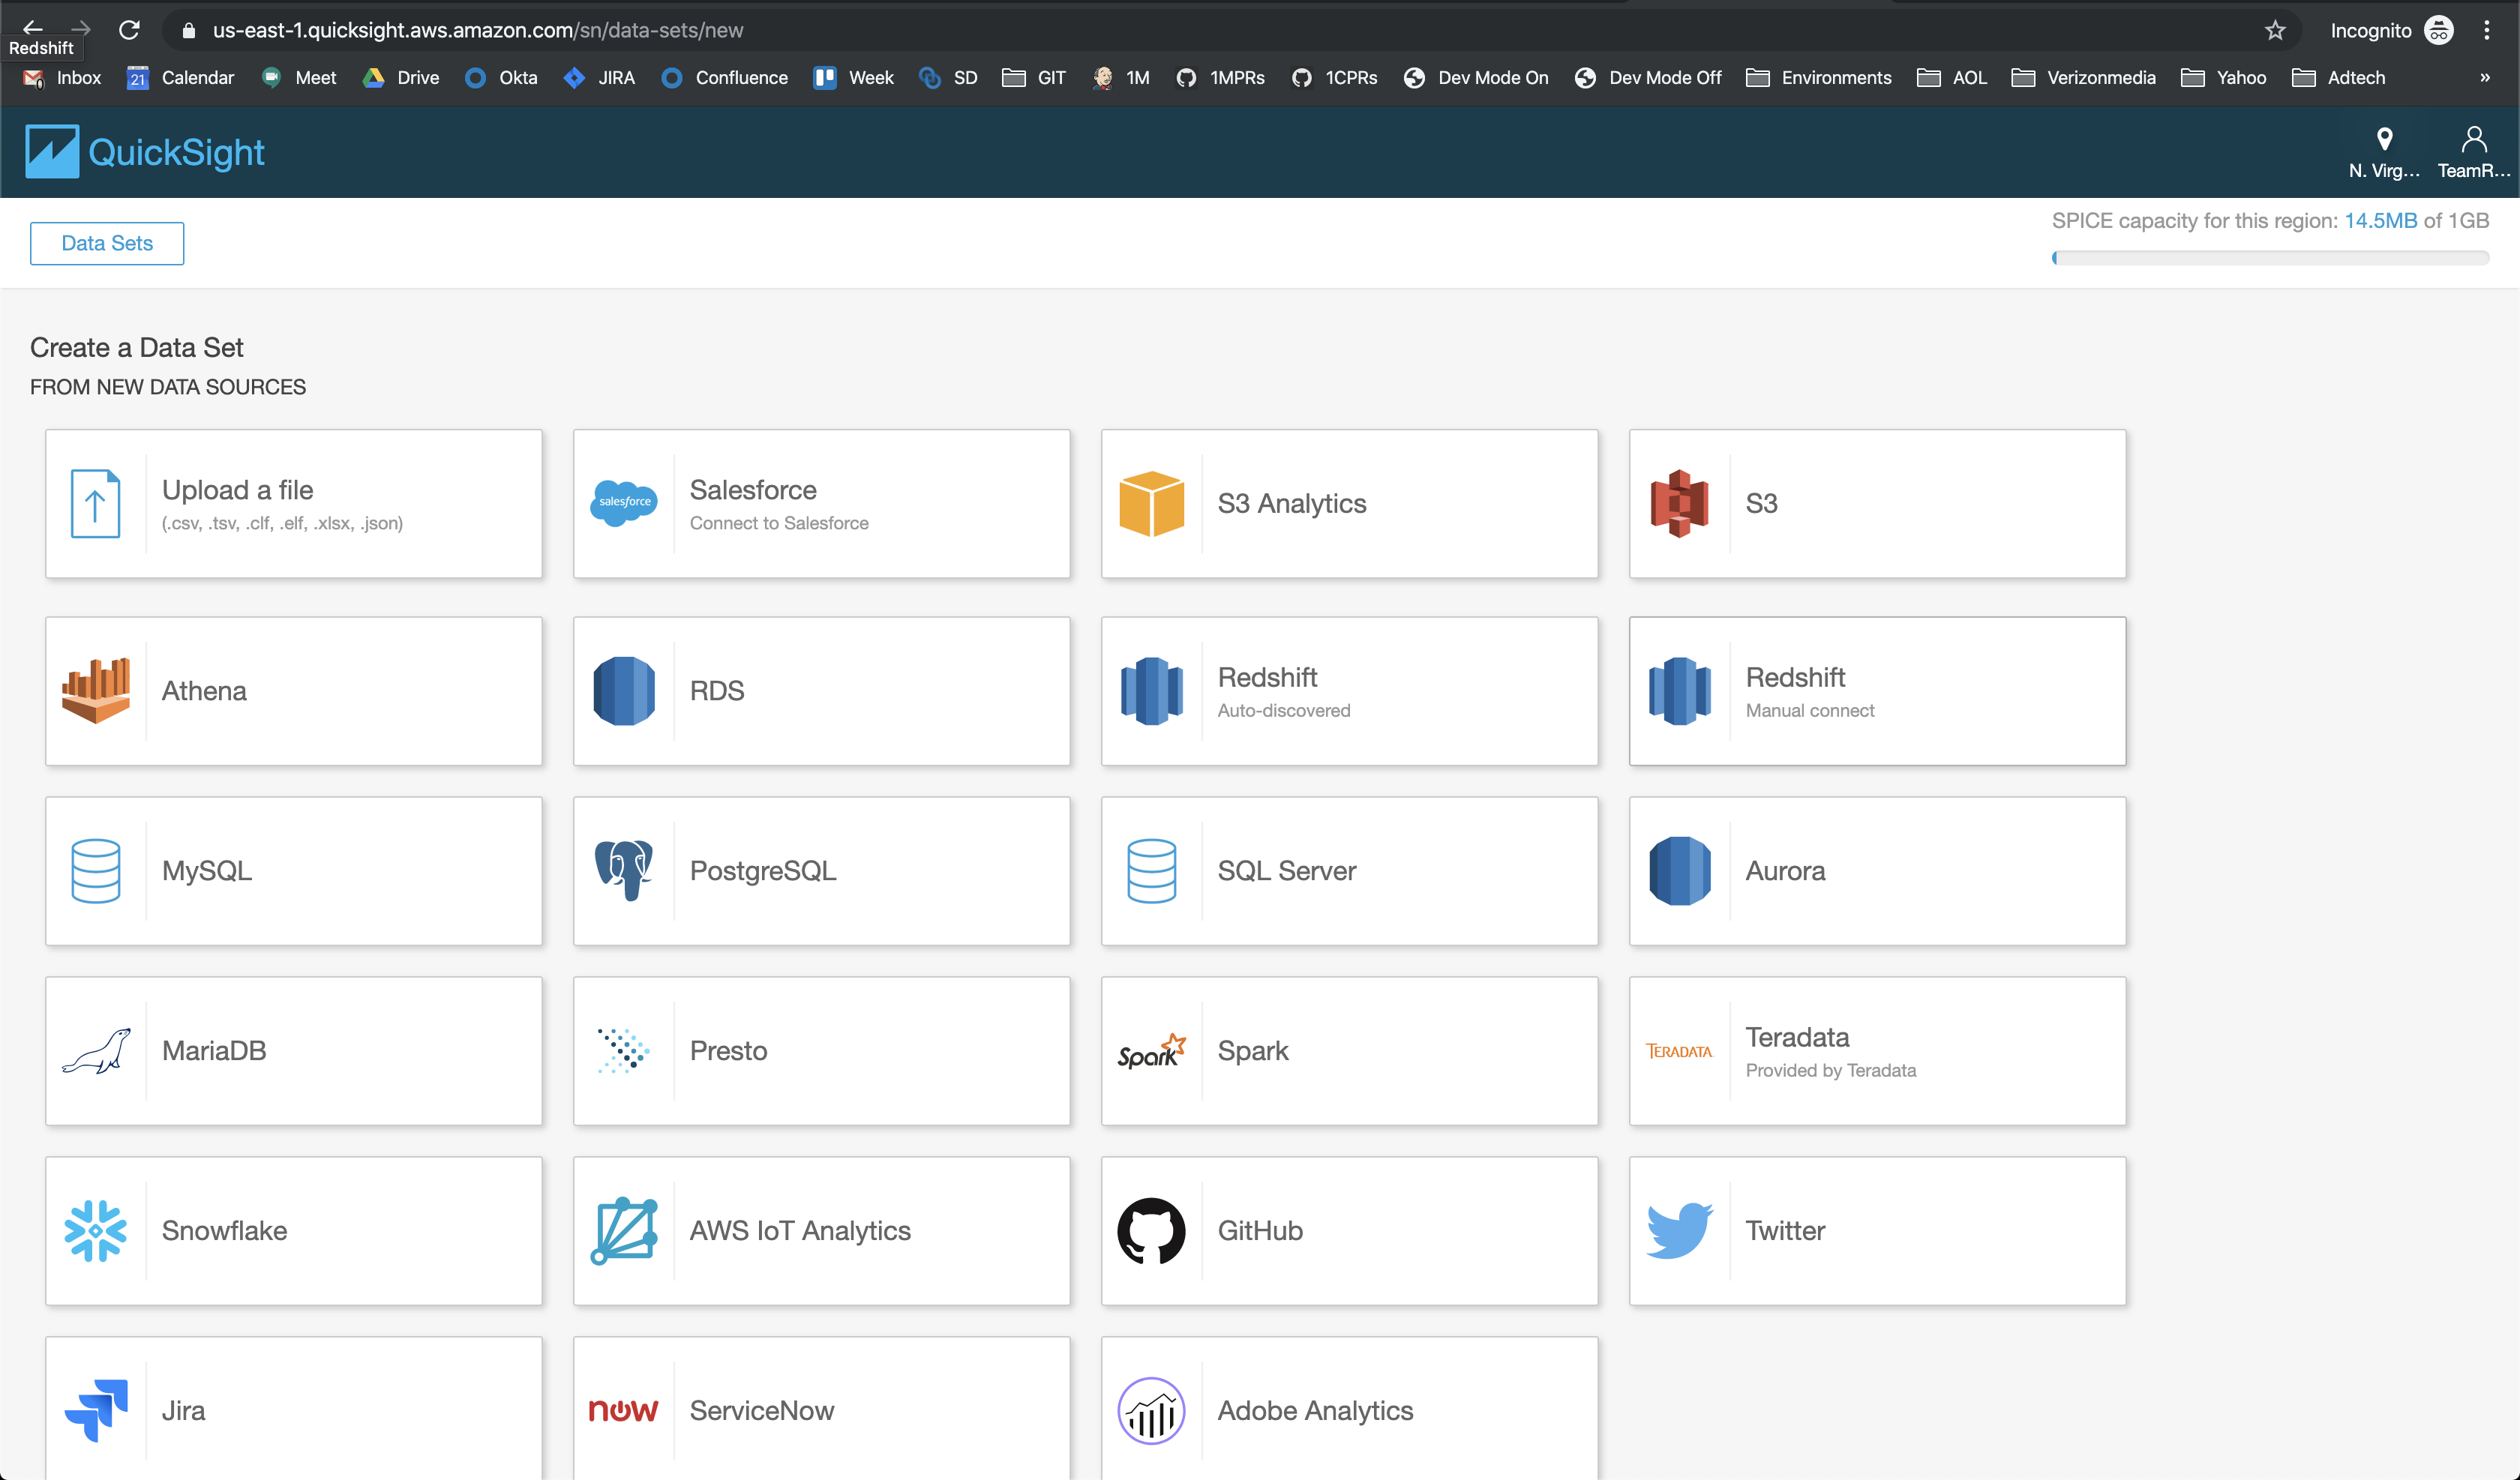 us-east-1.quicksight.aws.amazon.com/sn/data-sets/new
Incognito
Redshift
Inbox 21 Calendar Meet Drive Okta JIRA Confluence Week SD GIT 1M 1MPRs 1CPRs Dev Mode On Dev Mode Off Environments AOL Verizonmedia Yahoo Adtech »
QuickSight
N. Virg... TeamR...
Data Sets
SPICE capacity for this region: 14.5MB of 1GB
Create a Data Set
FROM NEW DATA SOURCES
Upload a file
(.csv, .tsv, .clf, .elf, .xlsx, .json)
salesforce
Salesforce
Connect to Salesforce
S3 Analytics
S3
Athena
RDS
Redshift
Auto-discovered
Redshift
Manual connect
MySQL
PostgreSQL
SQL Server
Aurora
MariaDB
Presto
Spark
Spark
TERADATA
Teradata
Provided by Teradata
Snowflake
AWS IoT Analytics
GitHub
Twitter
Jira
now
ServiceNow
Adobe Analytics